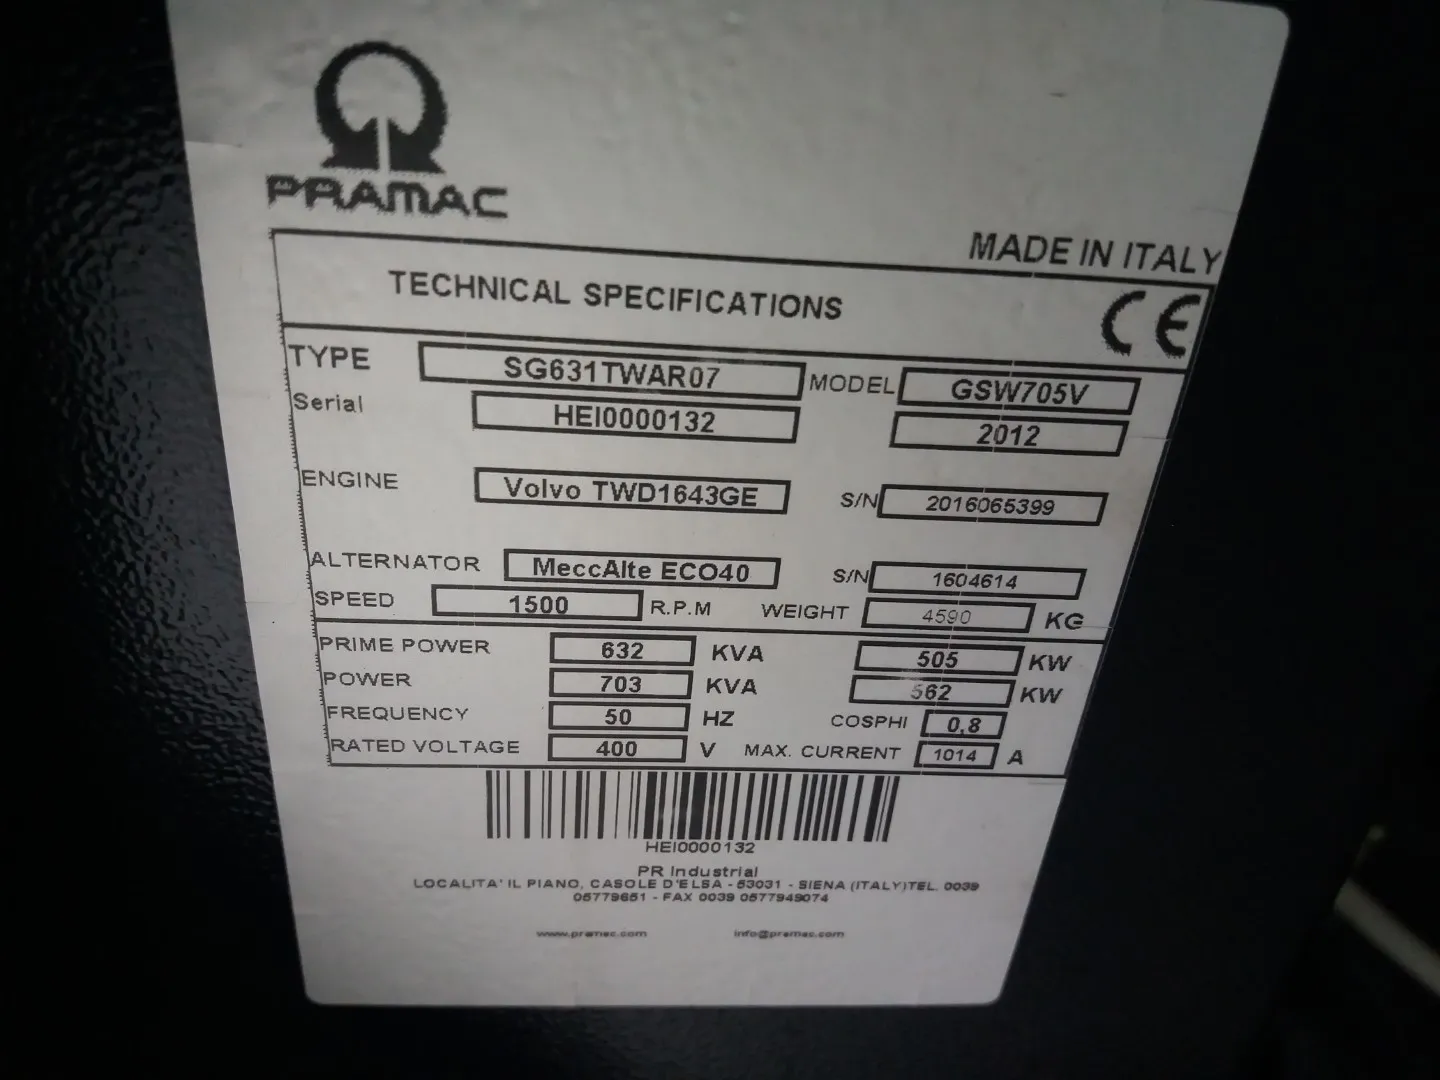 PRAMAC
MADE IN ITALY
TECHNICAL SPECIFICATIONS CE
TYPE SG631TWAR07 MODEL GSW705V
Serial HEI0000132 2012
ENGINE Volvo TWD1643GE S/N 2016065399
ALTERNATOR MeccAlte ECO40 S/N 1604614
SPEED 1500 R.P.M WEIGHT 4590 KG
PRIME POWER 632 KVA 505 KW
POWER 703 KVA 562 KW
FREQUENCY 50 HZ COSPHI 0,8
RATED VOLTAGE 400 V MAX. CURRENT 1014 A
HEI0000132
PR Industrial
LOCALITA' IL PIANO, CASOLE D'ELSA - 53031 - SIENA (ITALY)TEL. 0039
05779651 - FAX 0039 0577949074
www.pramac.com info@pramac.com